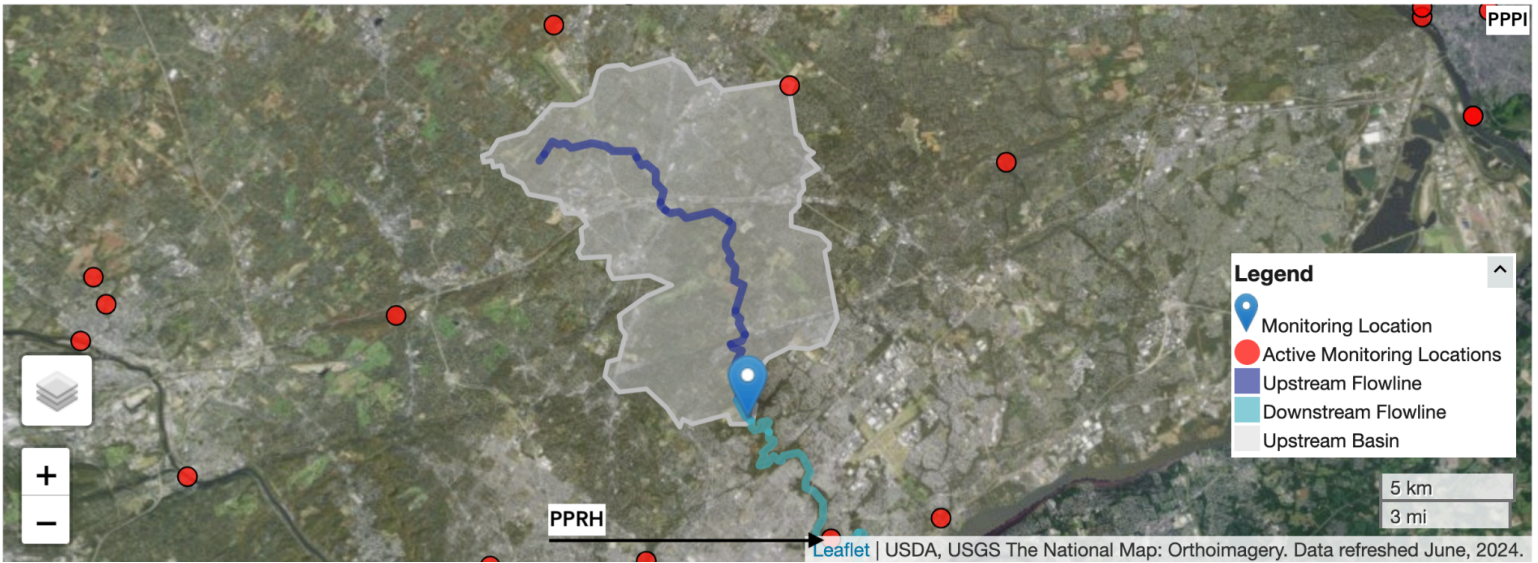 PPPI
Legend
Monitoring Location
Active Monitoring Locations
Upstream Flowline
Downstream Flowline
Upstream Basin
+
−
5 km
3 mi
PPRH
Leaflet | USDA, USGS The National Map: Orthoimagery. Data refreshed June, 2024.